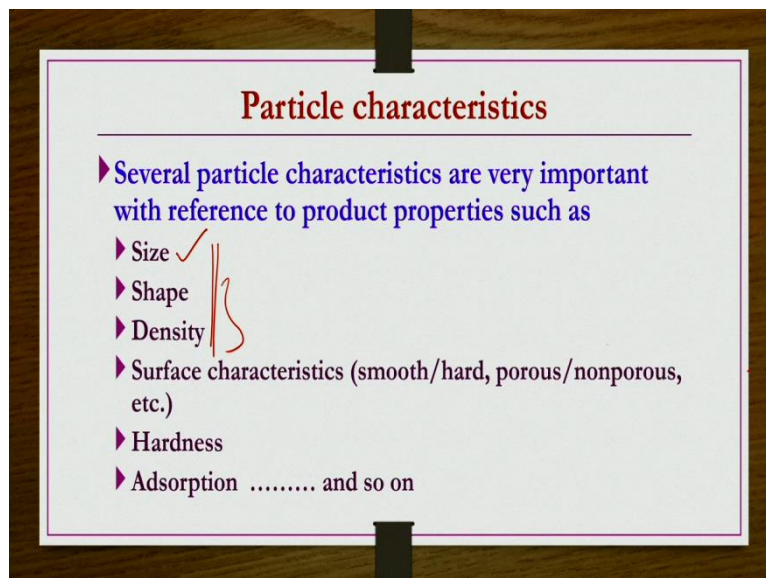 Particle characteristics
Several particle characteristics are very important
with reference to product properties such as
Size
Shape
Density
Surface characteristics (smooth/hard, porous/nonporous,
etc.)
Hardness
Adsorption ......... and so on